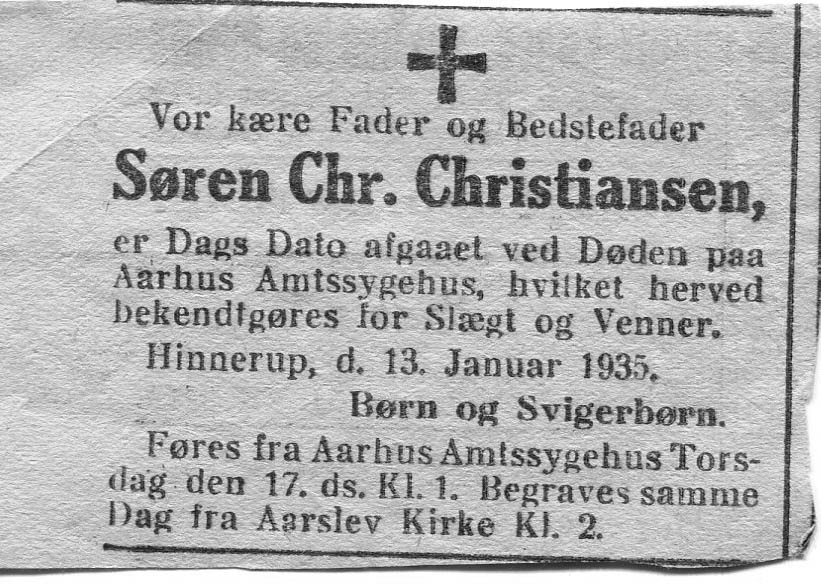 Vor kære Fader og Bedstefader
Søren Chr. Christiansen,
er Dags Dato afgaaet ved Døden paa
Aarhus Amtssygehus, hvilket herved
bekendtgøres for Slægt og Venner.
Hinnerup, d. 13. Januar 1935.
Børn og Svigerbørn.
Føres fra Aarhus Amtssygehus Tors-
dag den 17. ds. Kl. 1. Begraves samme
Dag fra Aarslev Kirke Kl. 2.